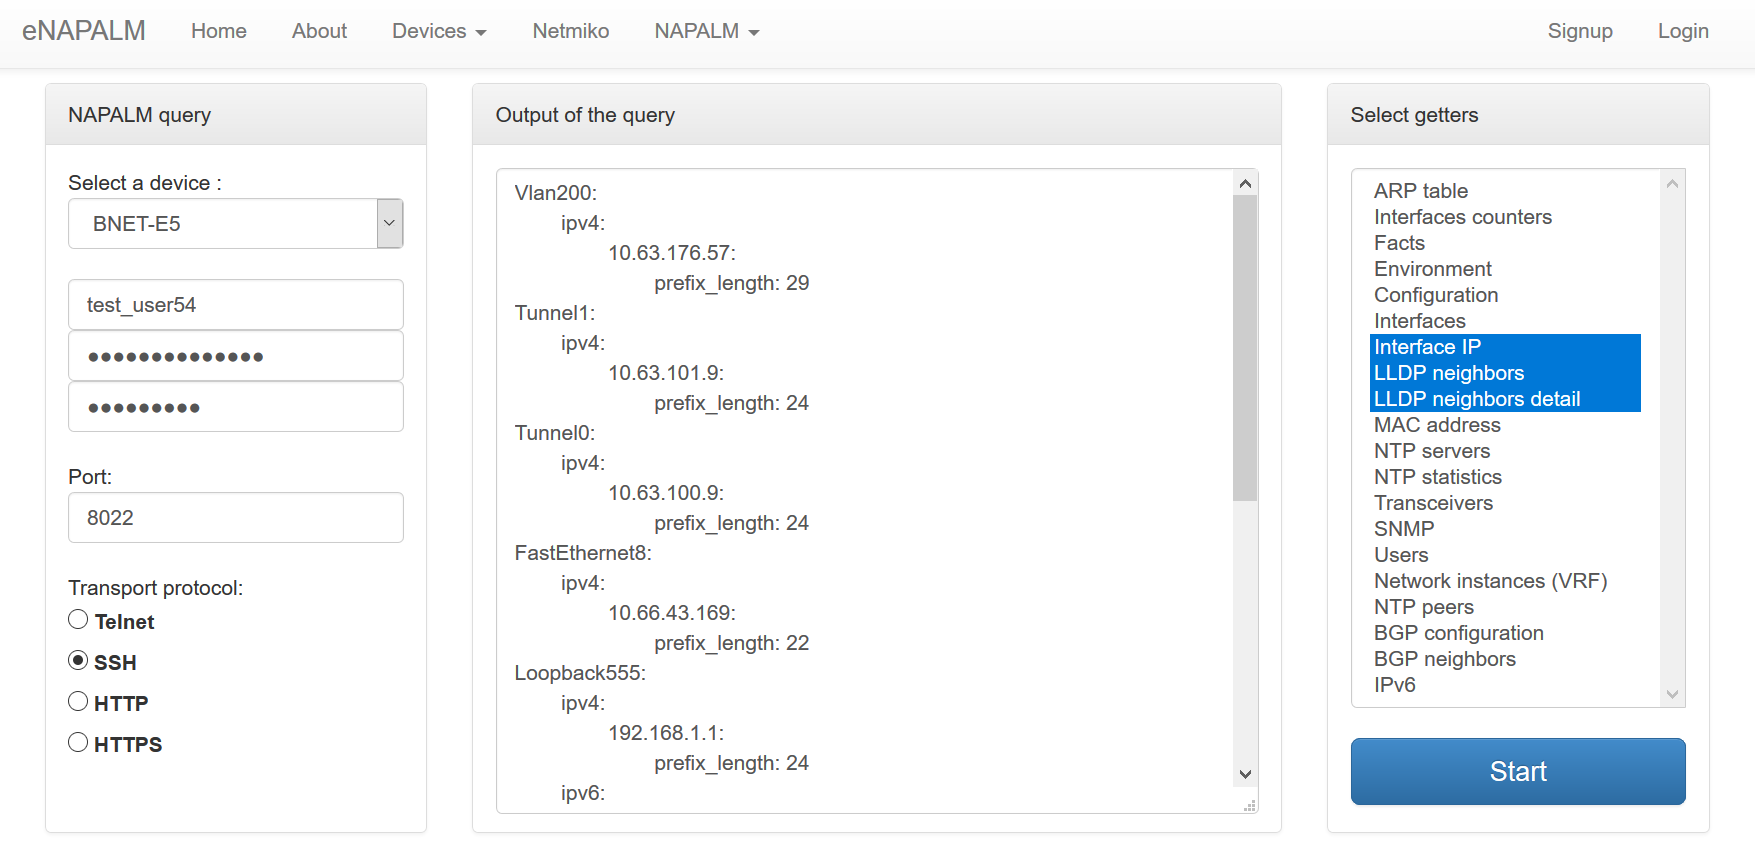 eNAPALM Home About Devices Netmiko NAPALM Signup Login
NAPALM query
Select a device :
BNET-E5
test_user54
●●●●●●●●●●●●●●
●●●●●●●●●
Port:
8022
Transport protocol:
Telnet
SSH
HTTP
HTTPS
Output of the query
Vlan200:
ipv4:
10.63.176.57:
prefix_length: 29
Tunnel1:
ipv4:
10.63.101.9:
prefix_length: 24
Tunnel0:
ipv4:
10.63.100.9:
prefix_length: 24
FastEthernet8:
ipv4:
10.66.43.169:
prefix_length: 22
Loopback555:
ipv4:
192.168.1.1:
prefix_length: 24
ipv6:
Select getters
ARP table
Interfaces counters
Facts
Environment
Configuration
Interfaces
Interface IP
LLDP neighbors
LLDP neighbors detail
MAC address
NTP servers
NTP statistics
Transceivers
SNMP
Users
Network instances (VRF)
NTP peers
BGP configuration
BGP neighbors
IPv6
Start